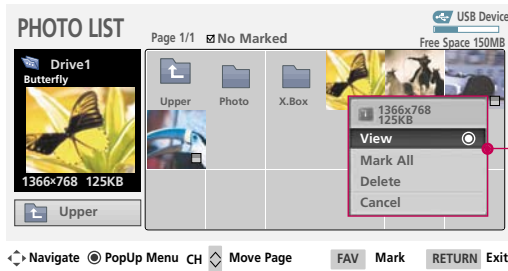 PHOTO LIST
Page 1/1 No Marked
USB Device
Free Space 150MB
Drive1
Butterfly
1366x768 125KB
Upper
Upper Photo X.Box
1366x768
125KB
View
Mark All
Delete
Cancel
Navigate PopUp Menu CH Move Page FAV Mark RETURN Exit